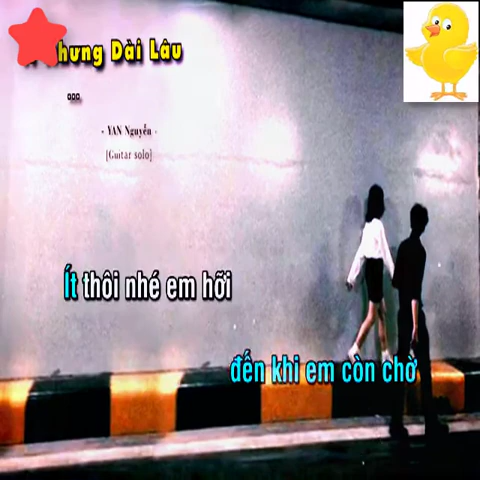 hưng Dài Lâu
...
- YAN Nguyễn -
[Guitar solo]
Ít thôi nhé em hỡi
đến khi em còn chờ